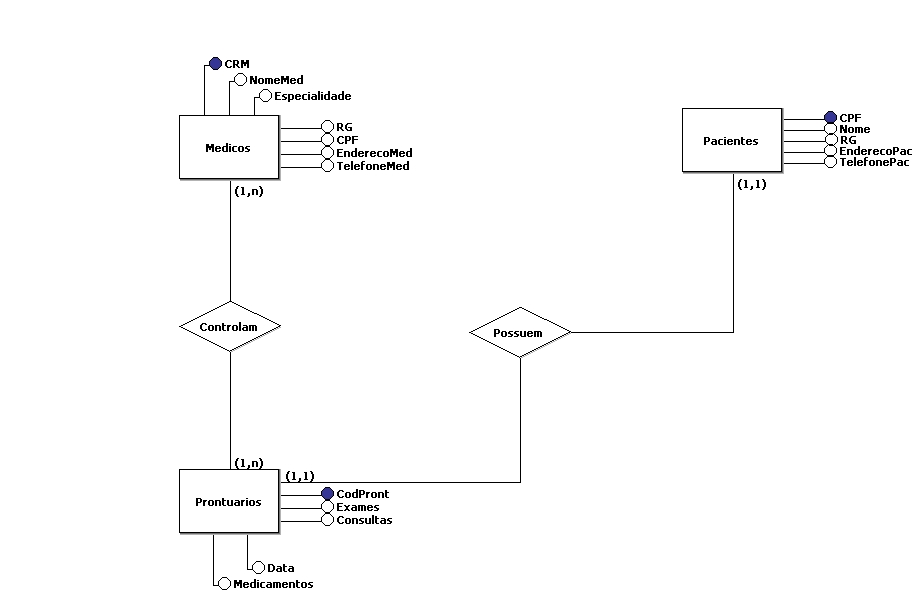 CRM
NomeMed
Especialidade
Medicos
RG
CPF
EnderecoMed
TelefoneMed
(1,n)
Pacientes
CPF
Nome
RG
EnderecoPac
TelefonePac
(1,1)
Controlam
Possuem
(1,n)
(1,1)
Prontuarios
CodPront
Exames
Consultas
Data
Medicamentos